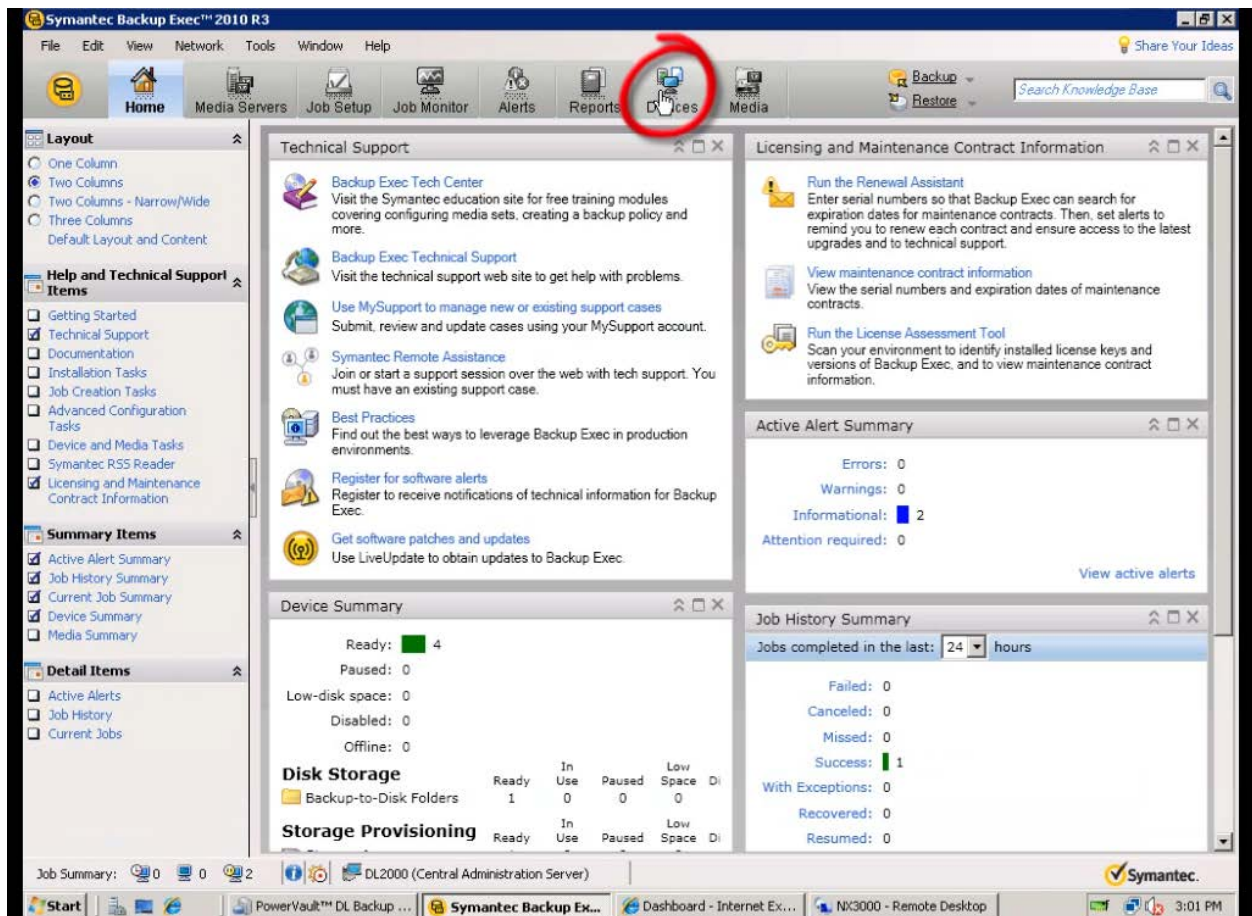 Symantec Backup Exec™ 2010 R3
File Edit View Network Tools Window Help
Share Your Ideas
Home Media Servers Job Setup Job Monitor Alerts Reports Devices Media
Backup
Restore
Search Knowledge Base
Layout
One Column
Two Columns
Two Columns - Narrow/Wide
Three Columns
Default Layout and Content
Help and Technical Support
Items
Getting Started
Technical Support
Documentation
Installation Tasks
Job Creation Tasks
Advanced Configuration
Tasks
Device and Media Tasks
Symantec RSS Reader
Licensing and Maintenance
Contract Information
Summary Items
Active Alert Summary
Job History Summary
Current Job Summary
Device Summary
Media Summary
Detail Items
Active Alerts
Job History
Current Jobs
Technical Support
Backup Exec Tech Center
Visit the Symantec education site for free training modules
covering configuring media sets, creating a backup policy and
more.
Backup Exec Technical Support
Visit the technical support web site to get help with problems.
Use MySupport to manage new or existing support cases
Submit, review and update cases using your MySupport account.
Symantec Remote Assistance
Join or start a support session over the web with tech support. You
must have an existing support case.
Best Practices
Find out the best ways to leverage Backup Exec in production
environments.
Register for software alerts
Register to receive notifications of technical information for Backup
Exec.
Get software patches and updates
Use LiveUpdate to obtain updates to Backup Exec.
Device Summary
Ready: 4
Paused: 0
Low-disk space: 0
Disabled: 0
Offline: 0
Disk Storage Ready In Use Paused Low Space Di
Backup-to-Disk Folders 1 0 0 0
Storage Provisioning Ready In Use Paused Low Space Di
Licensing and Maintenance Contract Information
Run the Renewal Assistant
Enter serial numbers so that Backup Exec can search for
expiration dates for maintenance contracts. Then, set alerts to
remind you to renew each contract and ensure access to the latest
upgrades and to technical support.
View maintenance contract information
View the serial numbers and expiration dates of maintenance
contracts.
Run the License Assessment Tool
Scan your environment to identify installed license keys and
versions of Backup Exec, and to view maintenance contract
information.
Active Alert Summary
Errors: 0
Warnings: 0
Informational: 2
Attention required: 0
View active alerts
Job History Summary
Jobs completed in the last: 24 hours
Failed: 0
Canceled: 0
Missed: 0
Success: 1
With Exceptions: 0
Recovered: 0
Resumed: 0
Job Summary: 0 0 2 DL2000 (Central Administration Server)
Symantec.
Start PowerVault™ DL Backup ... Symantec Backup Ex... Dashboard - Internet Ex... NX3000 - Remote Desktop 3:01 PM